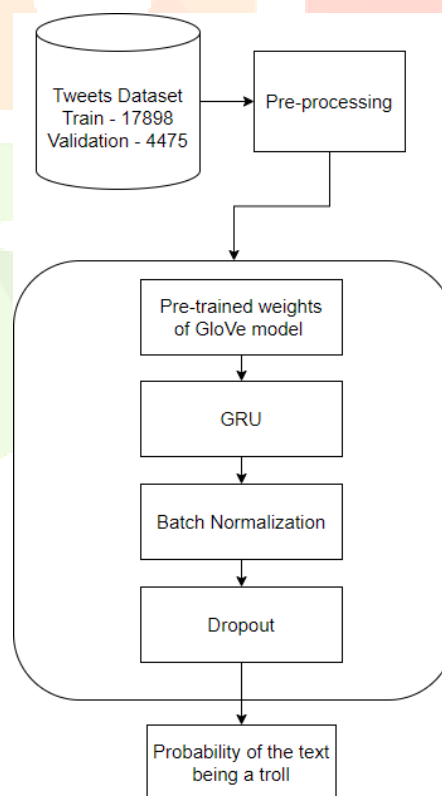 Tweets Dataset
Train - 17898
Validation - 4475
Pre-processing
Pre-trained weights
of GloVe model
GRU
Batch Normalization
Dropout
Probability of the text
being a troll